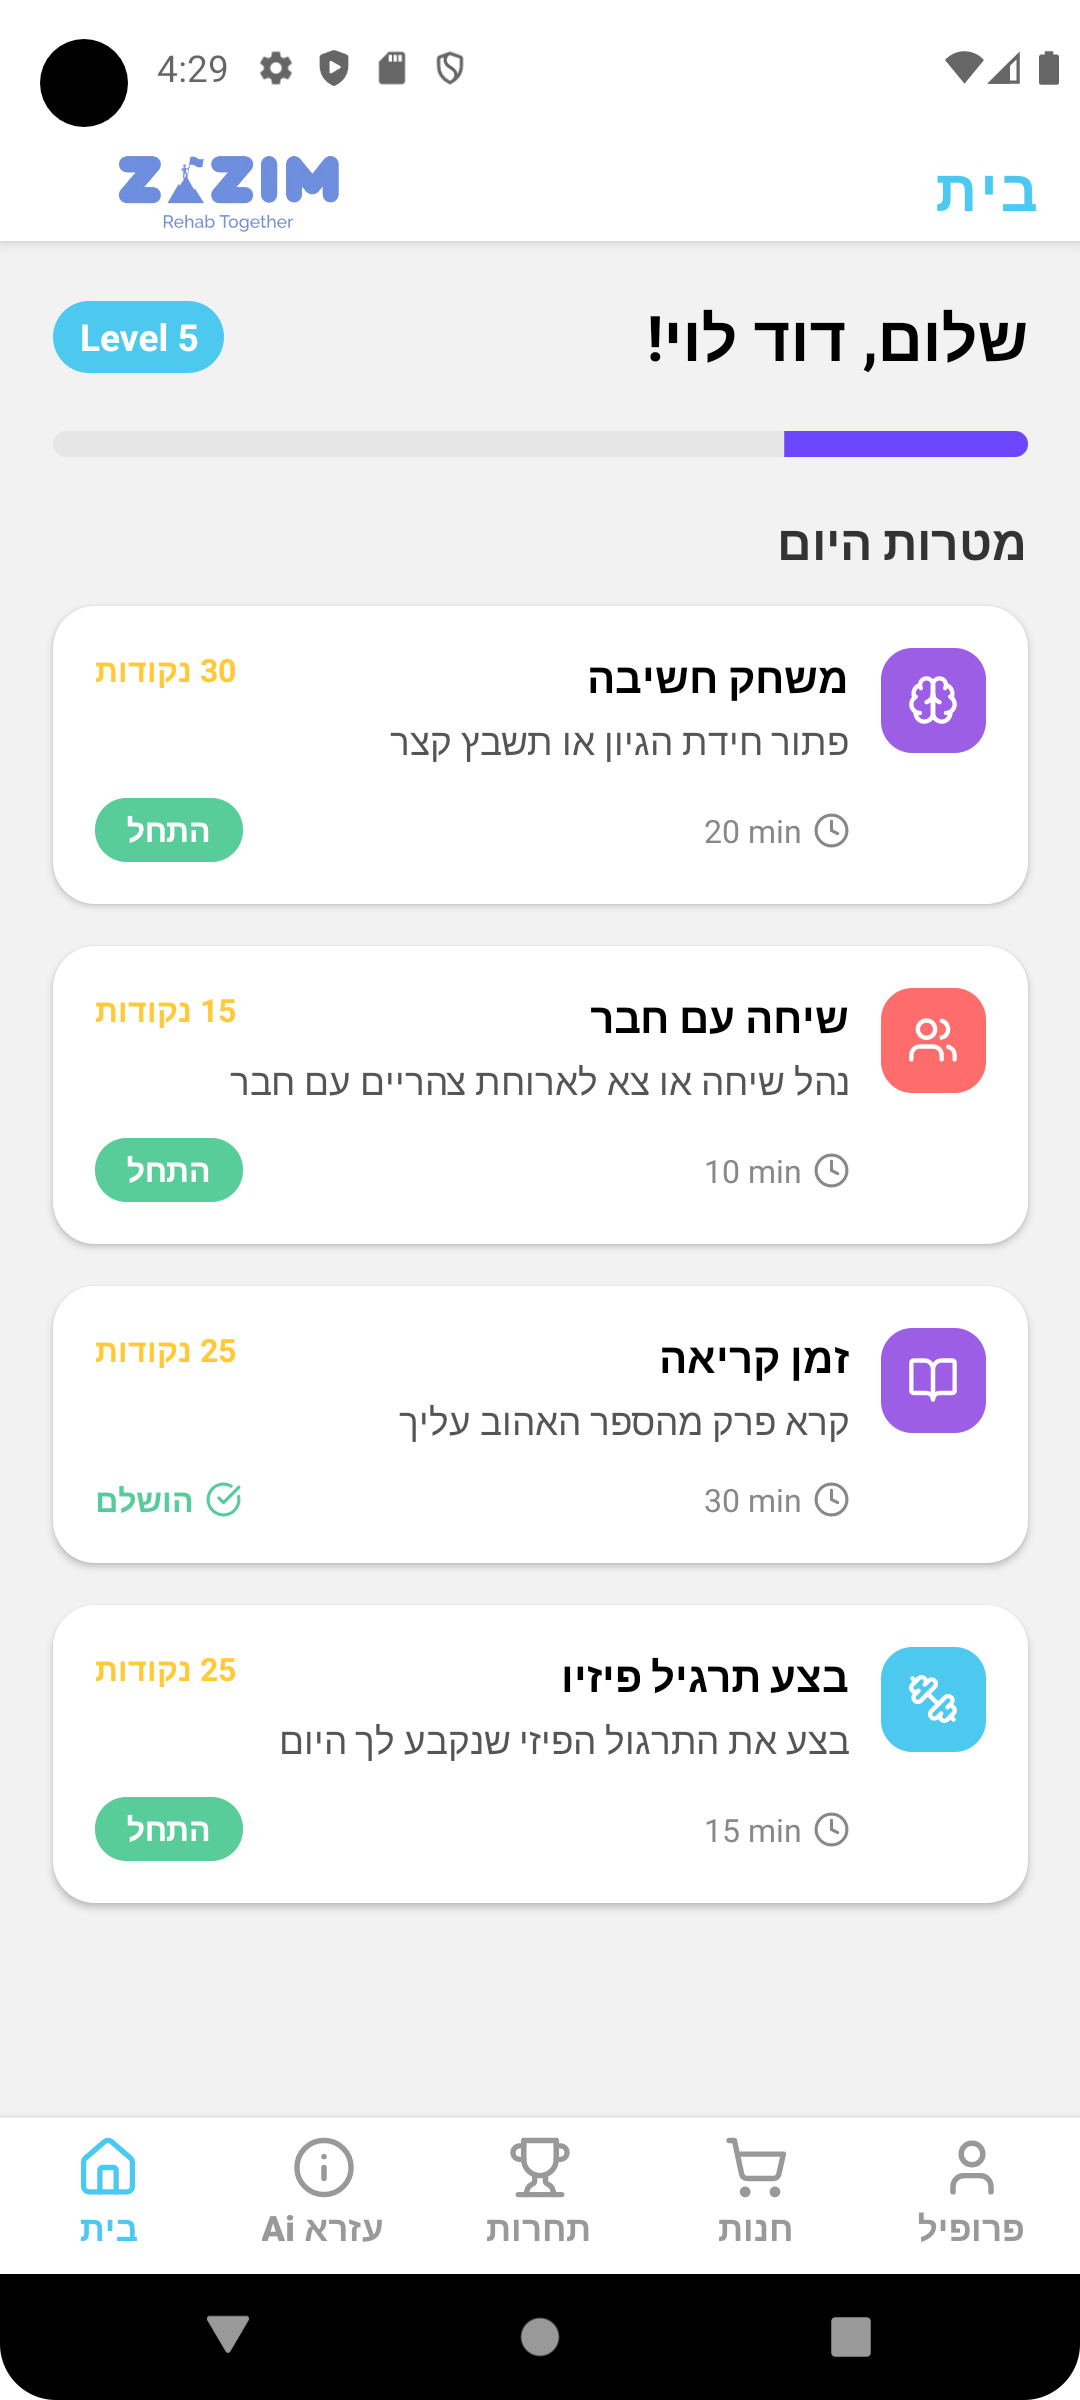 4:29
ZAZIM
Rehab Together
בית
שלום, דוד לוי!
Level 5
מטרות היום
משחק חשיבה
30 נקודות
פתור חידת הגיון או תשבץ קצר
20 min
התחל
שיחה עם חבר
15 נקודות
נהל שיחה או צא לארוחת צהריים עם חבר
10 min
התחל
זמן קריאה
25 נקודות
קרא פרק מהספר האהוב עליך
30 min
הושלם
בצע תרגיל פיזיו
25 נקודות
בצע את התרגול הפיזי שנקבע לך היום
15 min
התחל
פרופיל
חנות
תחרות
עזרא Ai
בית